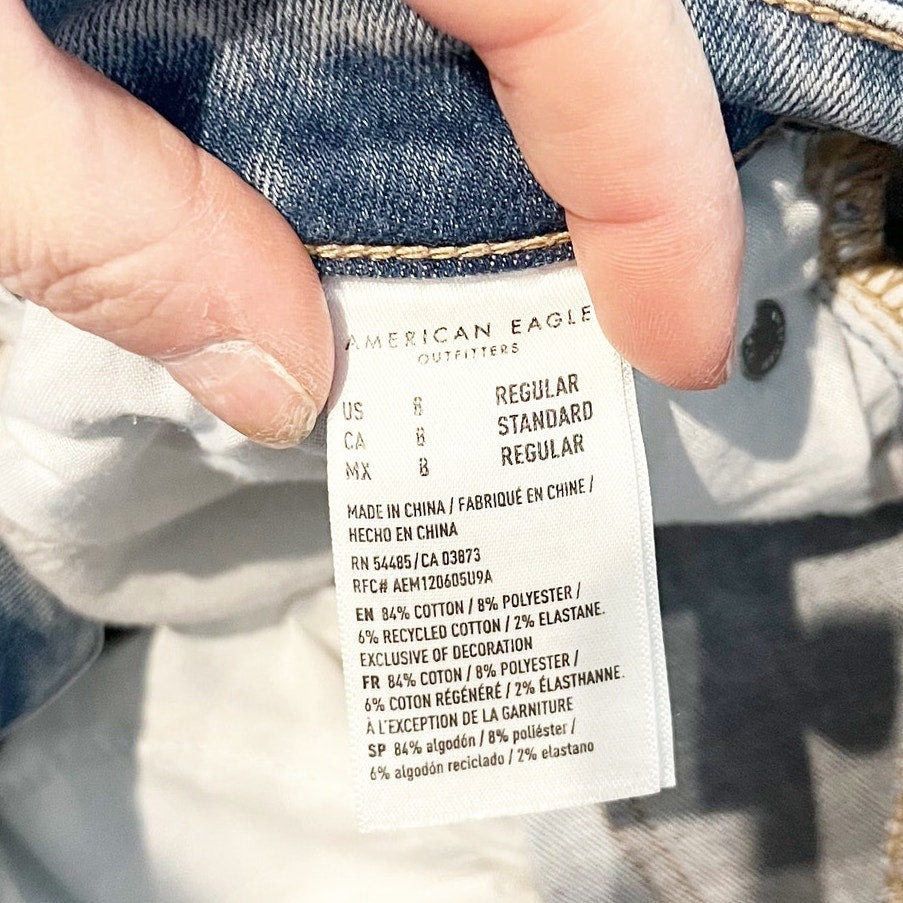 AMERICAN EAGLE
OUTFITTERS
US 8 REGULAR
CA 8 STANDARD
MX 8 REGULAR
MADE IN CHINA / FABRIQUÉ EN CHINE /
HECHO EN CHINA
RN 54485/CA 03873
RFC# AEM120605U9A
EN 84% COTTON / 8% POLYESTER /
6% RECYCLED COTTON / 2% ELASTANE.
EXCLUSIVE OF DECORATION
FR 84% COTON / 8% POLYESTER /
6% COTON RÉGÉNÉRÉ / 2% ÉLASTHANNE.
À L'EXCEPTION DE LA GARNITURE
SP 84% algodón / 8% poliéster /
6% algodón reciclado / 2% elastano